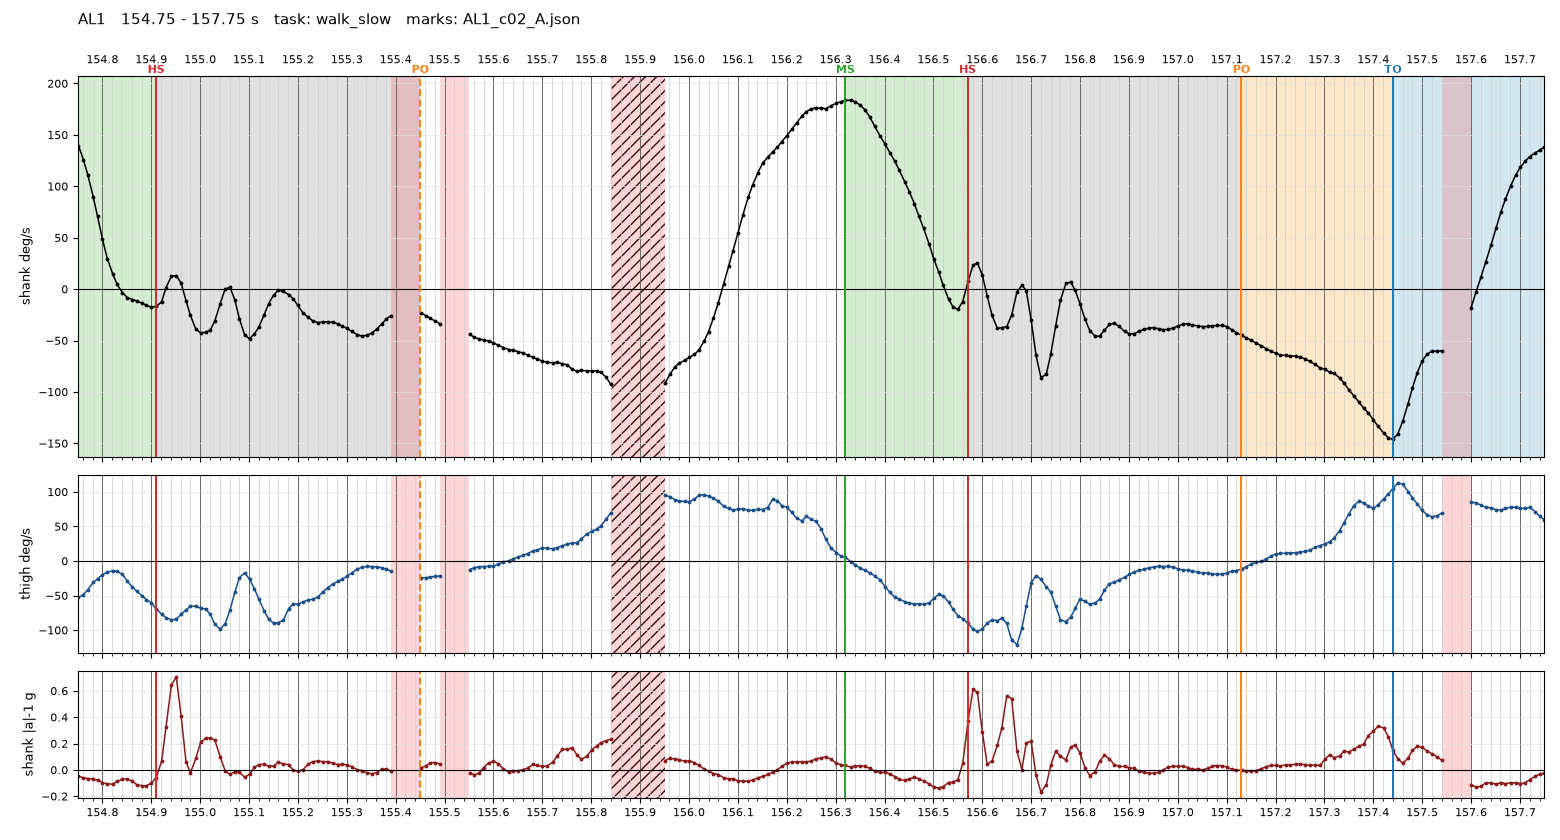 AL1   154.75 - 157.75 s   task: walk_slow   marks: AL1_c02_A.json
154.8 154.9 155.0 155.1 155.2 155.3 155.4 155.5 155.6 155.7 155.8 155.9 156.0 156.1 156.2 156.3 156.4 156.5 156.6 156.7 156.8 156.9 157.0 157.1 157.2 157.3 157.4 157.5 157.6 157.7
HS PO MS HS PO TO
shank deg/s
200
150
100
50
0
−50
−100
−150
thigh deg/s
100
50
0
−50
−100
shank |a|-1 g
0.6
0.4
0.2
0.0
−0.2
154.8 154.9 155.0 155.1 155.2 155.3 155.4 155.5 155.6 155.7 155.8 155.9 156.0 156.1 156.2 156.3 156.4 156.5 156.6 156.7 156.8 156.9 157.0 157.1 157.2 157.3 157.4 157.5 157.6 157.7